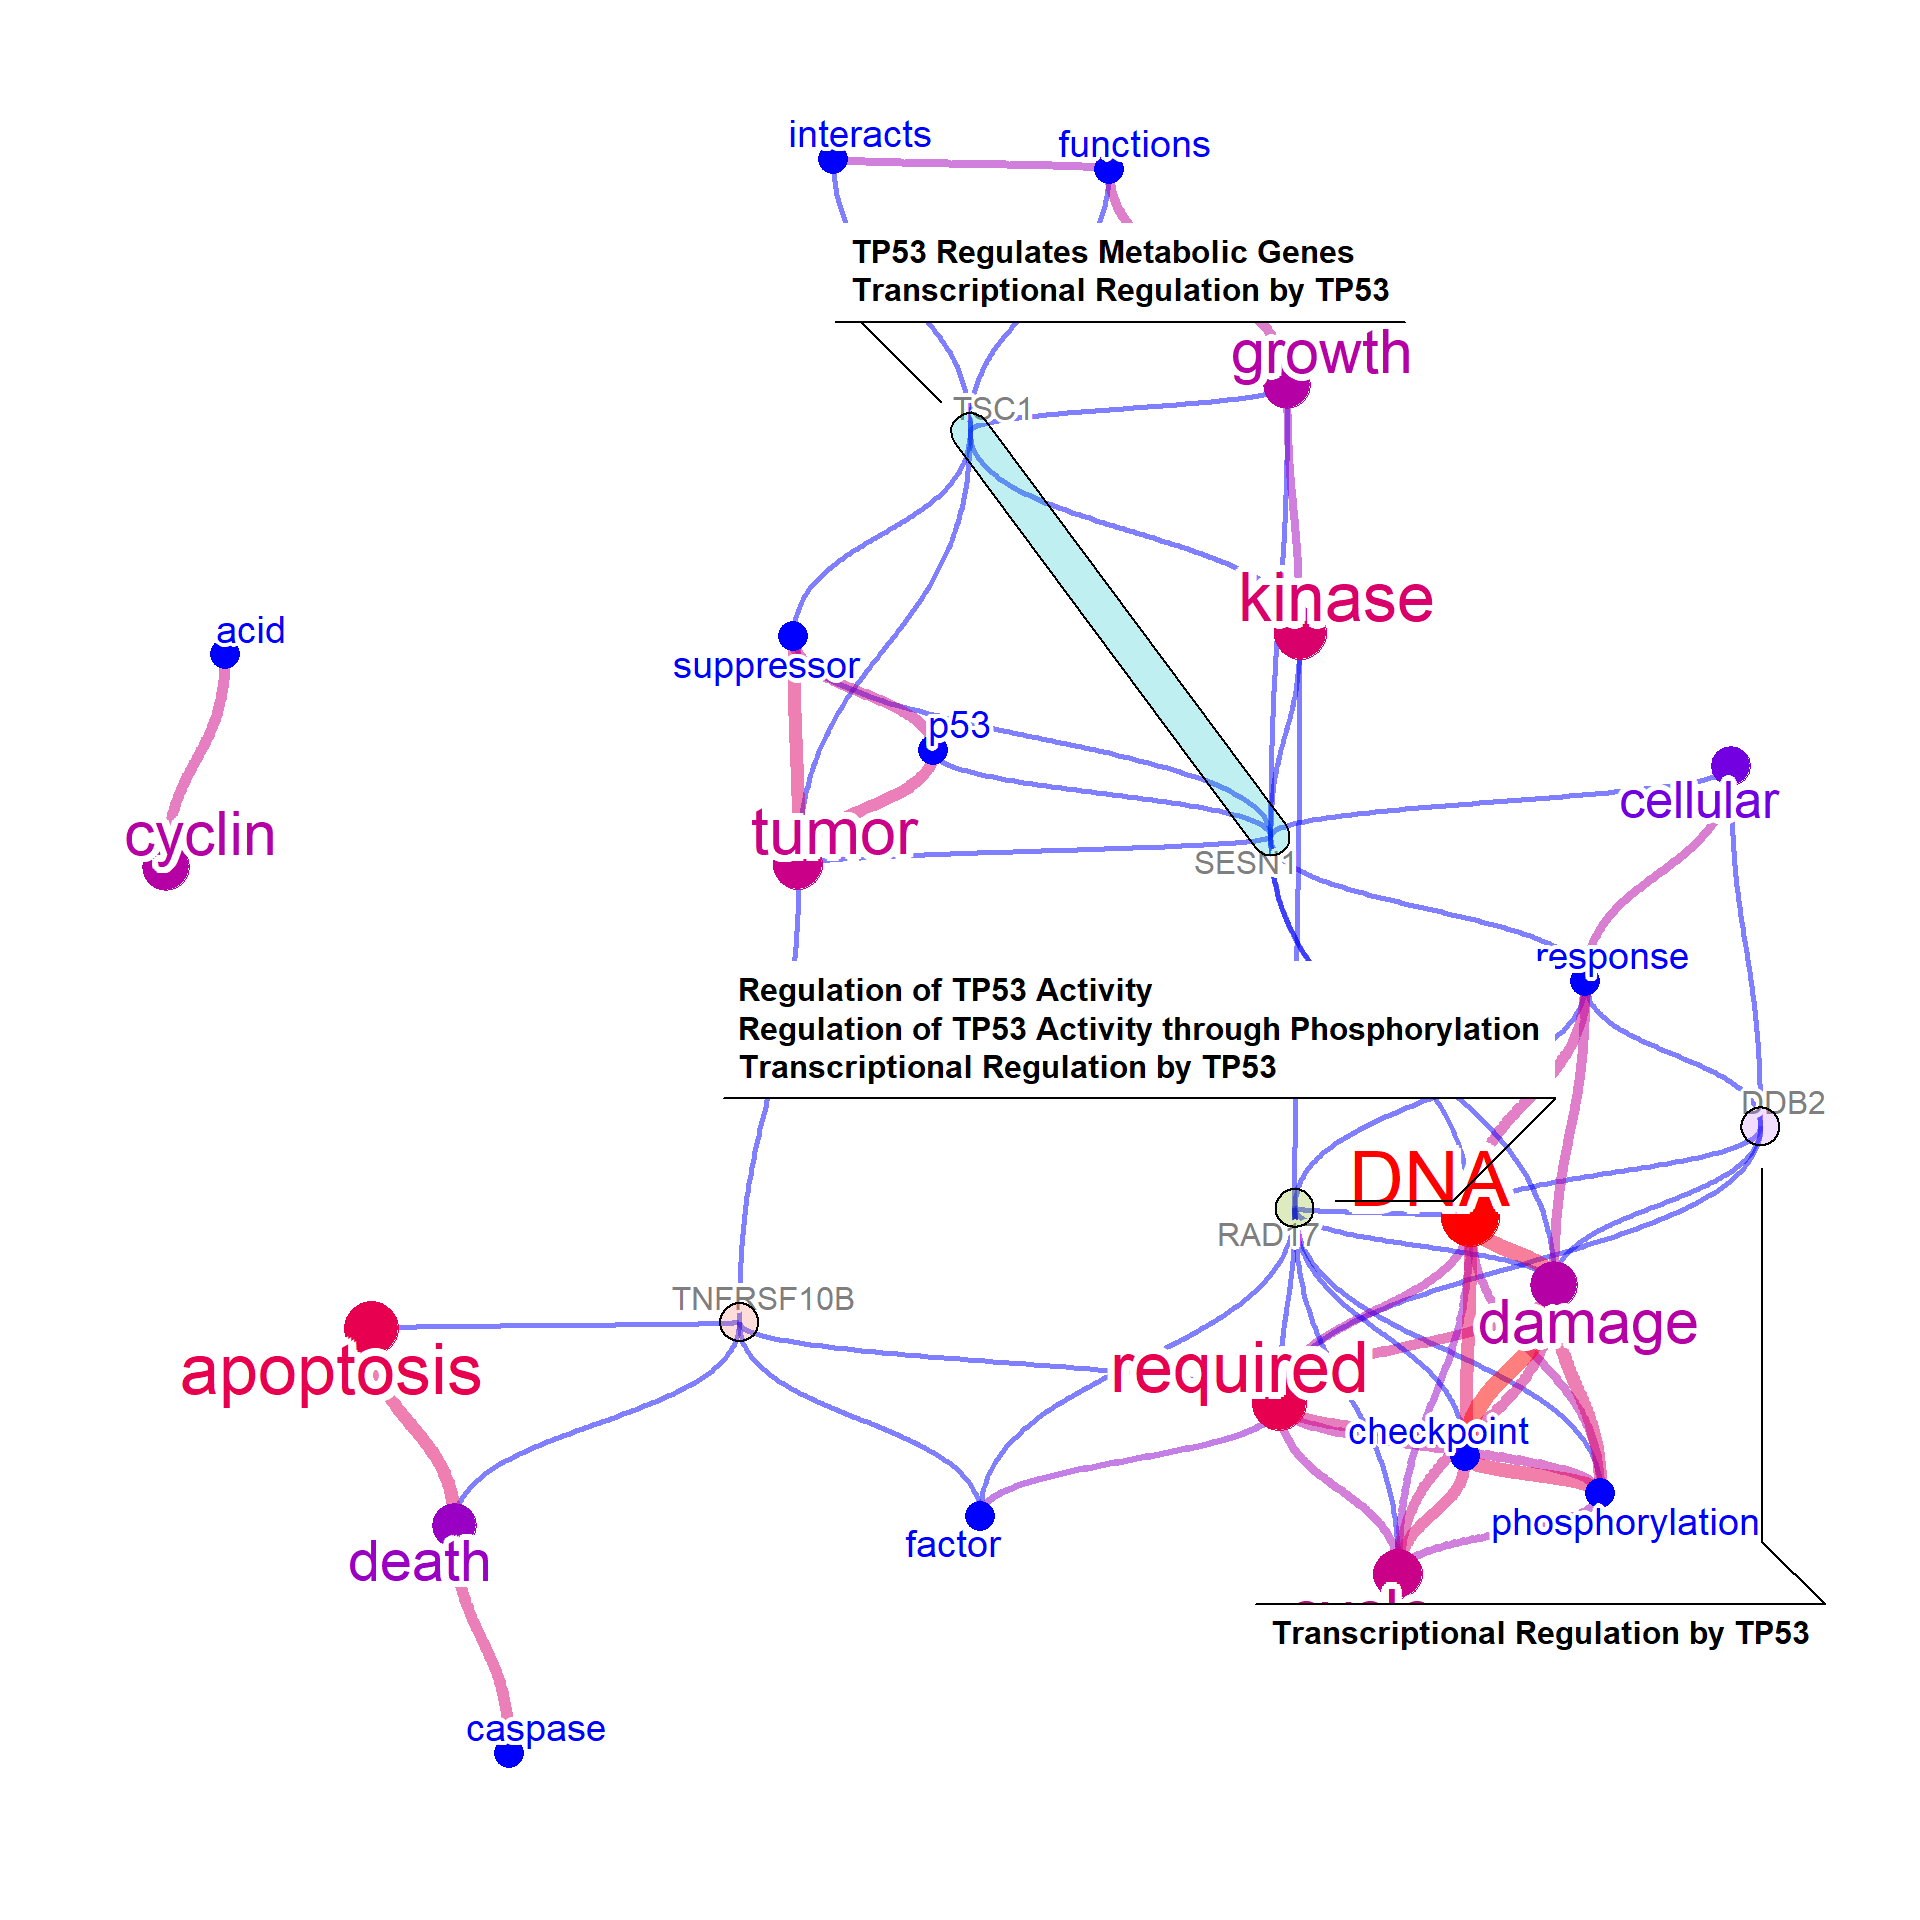 interacts
functions
TP53 Regulates Metabolic Genes
Transcriptional Regulation by TP53
growth
TSC1
kinase
acid
suppressor
p53
cellular
cyclin
tumor
SESN1
response
Regulation of TP53 Activity
Regulation of TP53 Activity through Phosphorylation
Transcriptional Regulation by TP53
DDB2
DNA
RAD17
TNFRSF10B
damage
apoptosis
required
checkpoint
phosphorylation
factor
death
Transcriptional Regulation by TP53
caspase